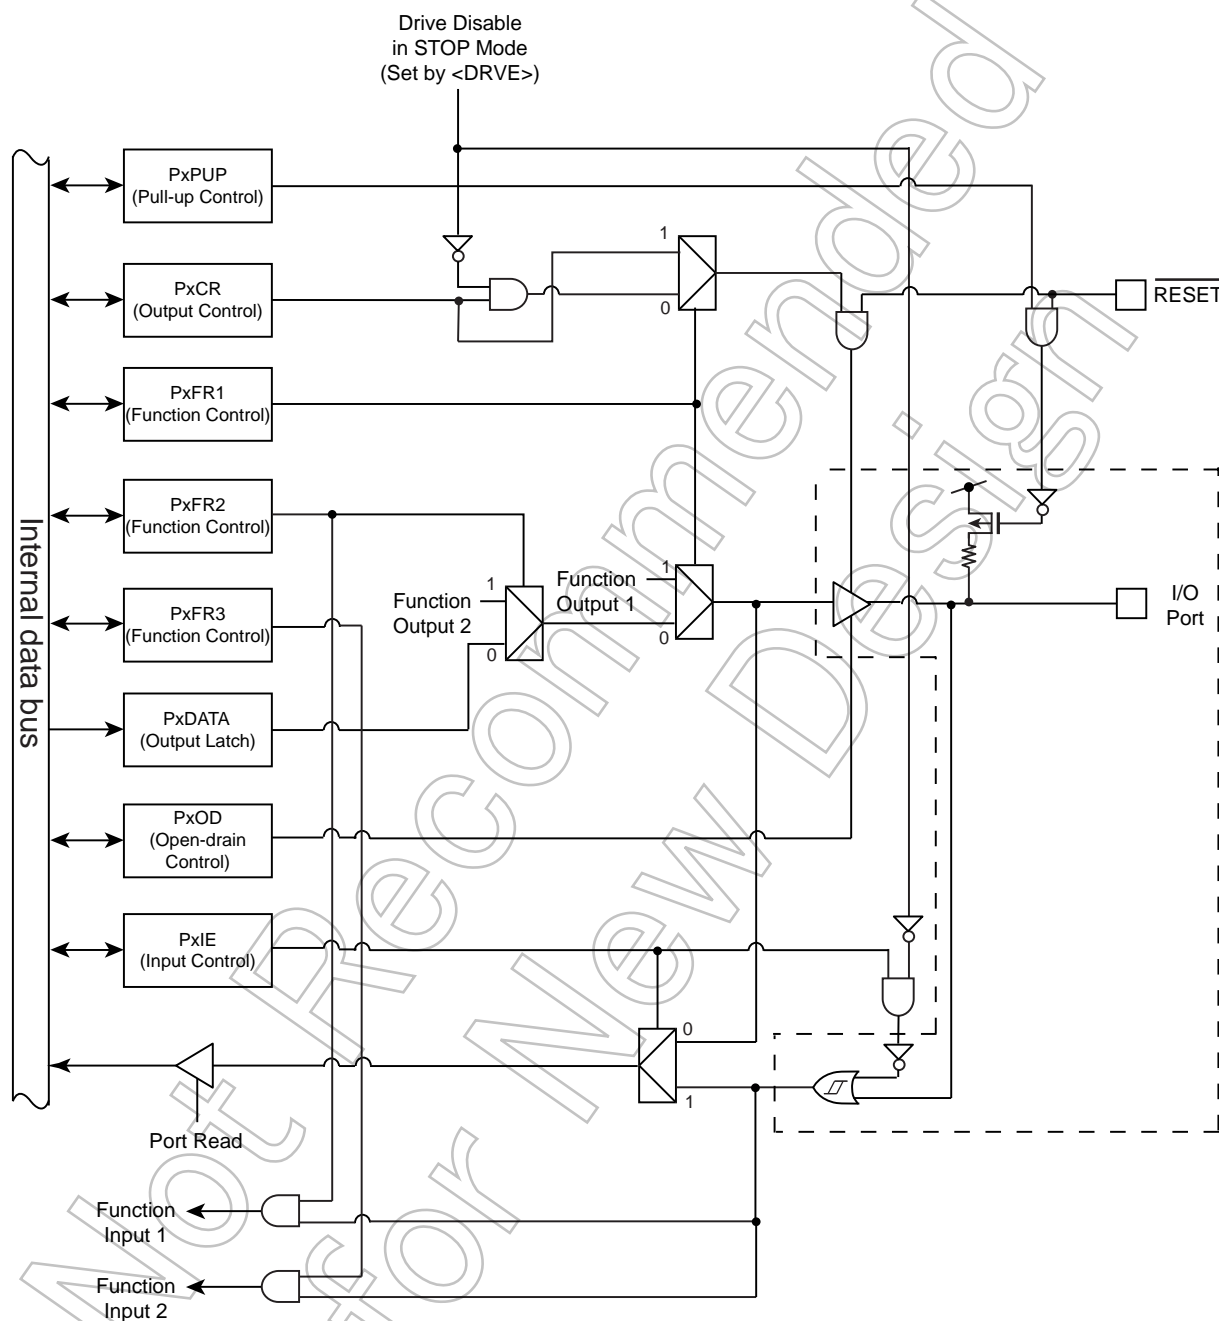 Drive Disable
in STOP Mode
(Set by <DRVE>)
Internal data bus
PxPUP
(Pull-up Control)
PxCR
(Output Control)
1
0
RESET
PxFR1
(Function Control)
PxFR2
(Function Control)
PxFR3
(Function Control)
Function
Output 2
1
0
Function
Output 1
1
0
I/O
Port
PxDATA
(Output Latch)
PxOD
(Open-drain
Control)
PxIE
(Input Control)
0
1
Port Read
Function
Input 1
Function
Input 2
Not Recommended
for New Design